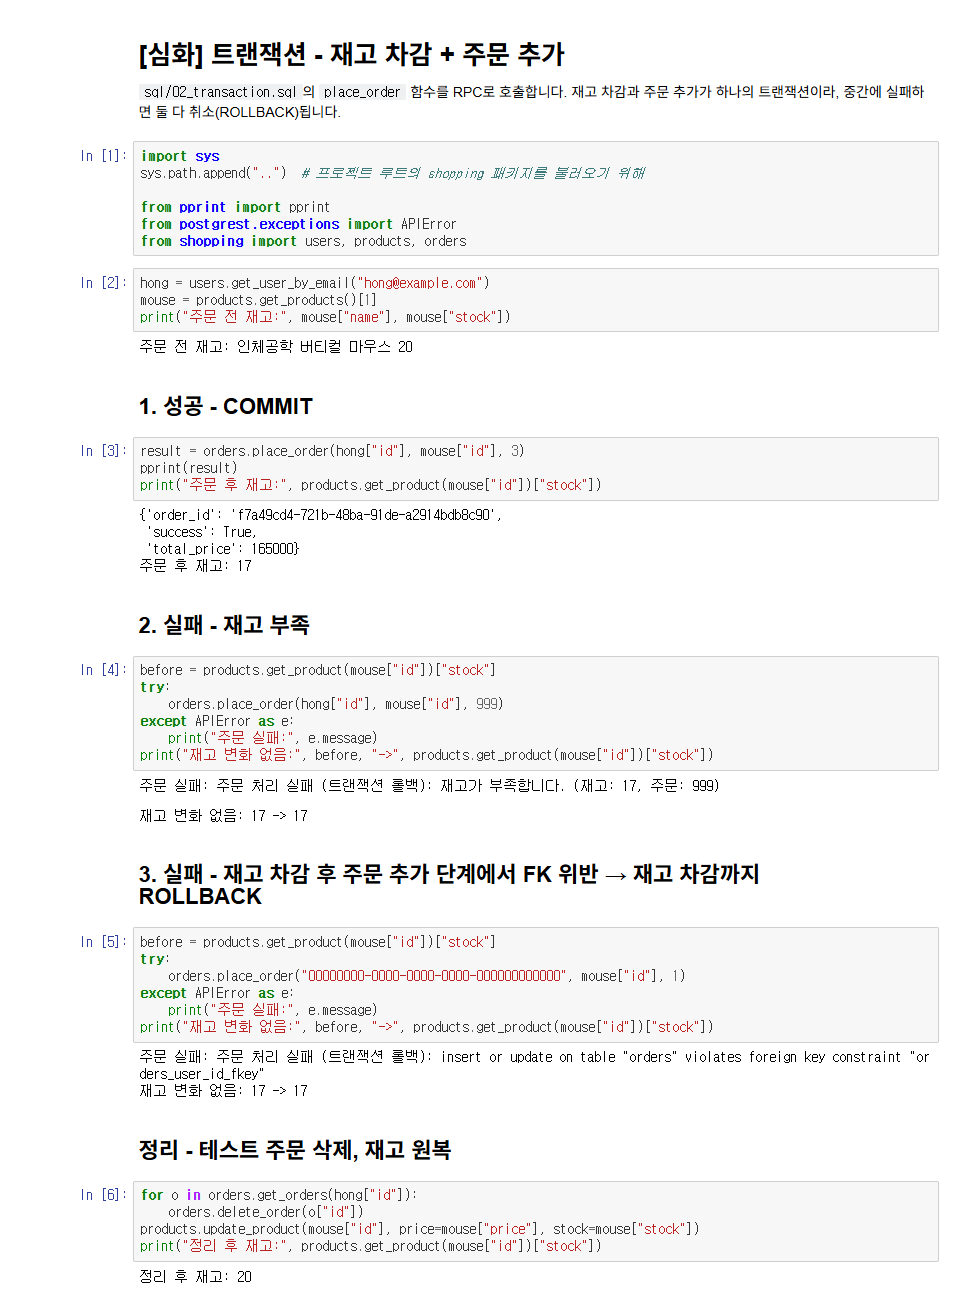 [심화] 트랜잭션 - 재고 차감 + 주문 추가
sql/02_transaction.sql 의 place_order 함수를 RPC로 호출합니다. 재고 차감과 주문 추가가 하나의 트랜잭션이라, 중간에 실패하
면 둘 다 취소(ROLLBACK)됩니다.
In [1]: import sys
sys.path.append("..")  # 프로젝트 루트의 shopping 패키지를 불러오기 위해
from pprint import pprint
from postgrest.exceptions import APIError
from shopping import users, products, orders
In [2]: hong = users.get_user_by_email("hong@example.com")
mouse = products.get_products()[1]
print("주문 전 재고:", mouse["name"], mouse["stock"])
주문 전 재고: 인체공학 버티컬 마우스 20
1. 성공 - COMMIT
In [3]: result = orders.place_order(hong["id"], mouse["id"], 3)
pprint(result)
print("주문 후 재고:", products.get_product(mouse["id"])["stock"])
{'order_id': 'f7a49cd4-721b-48ba-91de-a2914bdb8c90',
 'success': True,
 'total_price': 165000}
주문 후 재고: 17
2. 실패 - 재고 부족
In [4]: before = products.get_product(mouse["id"])["stock"]
try:
    orders.place_order(hong["id"], mouse["id"], 999)
except APIError as e:
    print("주문 실패:", e.message)
print("재고 변화 없음:", before, "->", products.get_product(mouse["id"])["stock"])
주문 실패: 주문 처리 실패 (트랜잭션 롤백): 재고가 부족합니다. (재고: 17, 주문: 999)
재고 변화 없음: 17 -> 17
3. 실패 - 재고 차감 후 주문 추가 단계에서 FK 위반 → 재고 차감까지
ROLLBACK
In [5]: before = products.get_product(mouse["id"])["stock"]
try:
    orders.place_order("00000000-0000-0000-0000-000000000000", mouse["id"], 1)
except APIError as e:
    print("주문 실패:", e.message)
print("재고 변화 없음:", before, "->", products.get_product(mouse["id"])["stock"])
주문 실패: 주문 처리 실패 (트랜잭션 롤백): insert or update on table "orders" violates foreign key constraint "or
ders_user_id_fkey"
재고 변화 없음: 17 -> 17
정리 - 테스트 주문 삭제, 재고 원복
In [6]: for o in orders.get_orders(hong["id"]):
    orders.delete_order(o["id"])
products.update_product(mouse["id"], price=mouse["price"], stock=mouse["stock"])
print("정리 후 재고:", products.get_product(mouse["id"])["stock"])
정리 후 재고: 20